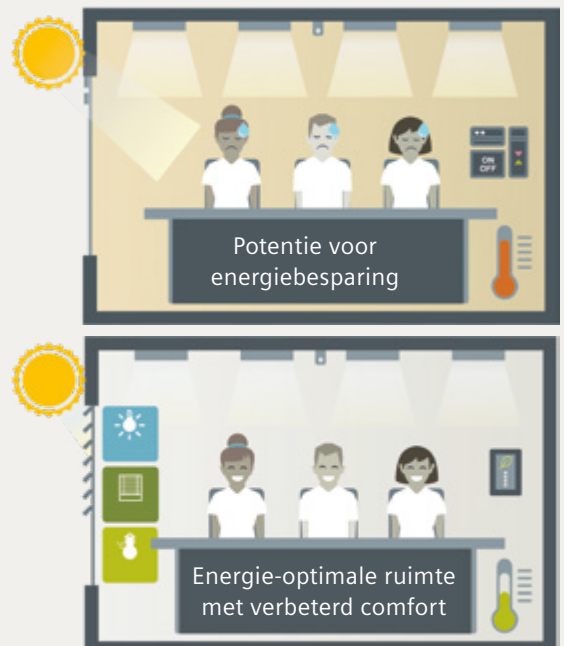 ON
OFF
Potentie voor
energiebesparing
Energie-optimale ruimte
met verbeterd comfort